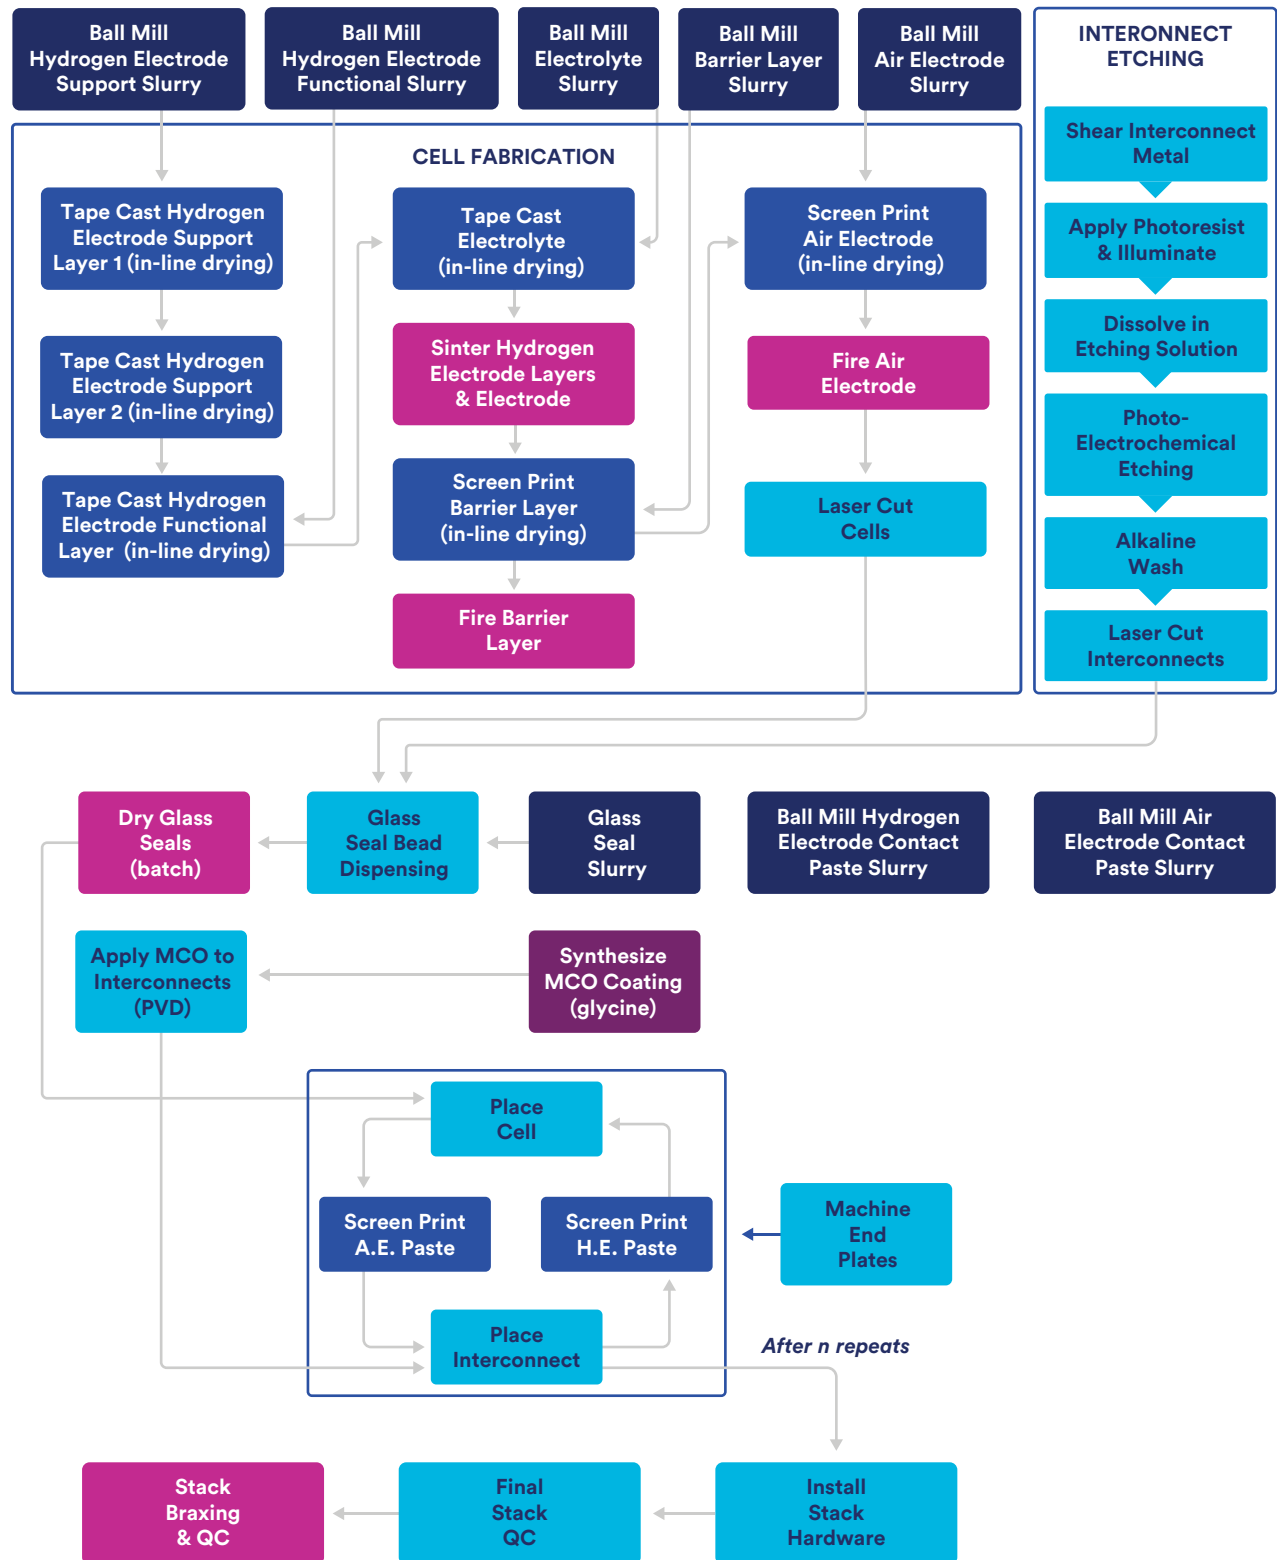 Ball Mill
Hydrogen Electrode
Support Slurry
Ball Mill
Hydrogen Electrode
Functional Slurry
Ball Mill
Electrolyte
Slurry
Ball Mill
Barrier Layer
Slurry
Ball Mill
Air Electrode
Slurry
INTERONNECT
ETCHING
CELL FABRICATION
Tape Cast Hydrogen
Electrode Support
Layer 1 (in-line drying)
Tape Cast Hydrogen
Electrode Support
Layer 2 (in-line drying)
Tape Cast Hydrogen
Electrode Functional
Layer (in-line drying)
Tape Cast
Electrolyte
(in-line drying)
Sinter Hydrogen
Electrode Layers
& Electrode
Screen Print
Barrier Layer
(in-line drying)
Fire Barrier
Layer
Screen Print
Air Electrode
(in-line drying)
Fire Air
Electrode
Laser Cut
Cells
Shear Interconnect
Metal
Apply Photoresist
& Illuminate
Dissolve in
Etching Solution
Photo-
Electrochemical
Etching
Alkaline
Wash
Laser Cut
Interconnects
Dry Glass
Seals
(batch)
Glass
Seal Bead
Dispensing
Glass
Seal
Slurry
Ball Mill Hydrogen
Electrode Contact
Paste Slurry
Ball Mill Air
Electrode Contact
Paste Slurry
Apply MCO to
Interconnects
(PVD)
Synthesize
MCO Coating
(glycine)
Place
Cell
Screen Print
A.E. Paste
Screen Print
H.E. Paste
Machine
End
Plates
Place
Interconnect
After n repeats
Stack
Braxing
& QC
Final
Stack
QC
Install
Stack
Hardware